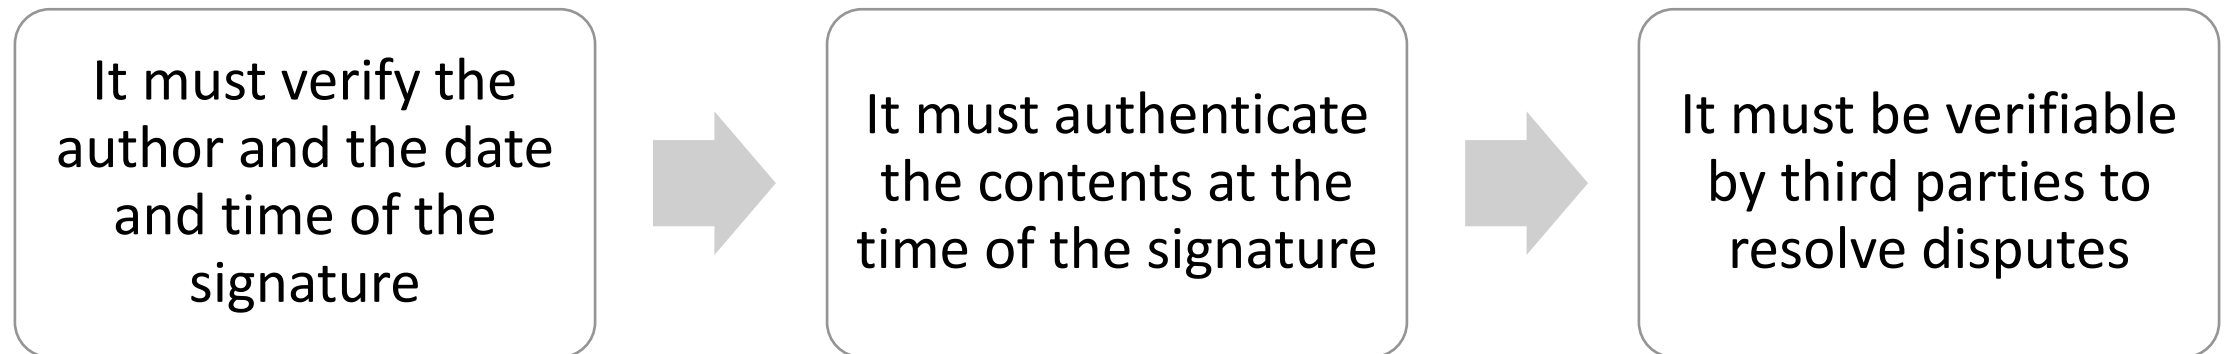 It must verify the
author and the date
and time of the
signature
It must authenticate
the contents at the
time of the signature
It must be verifiable
by third parties to
resolve disputes